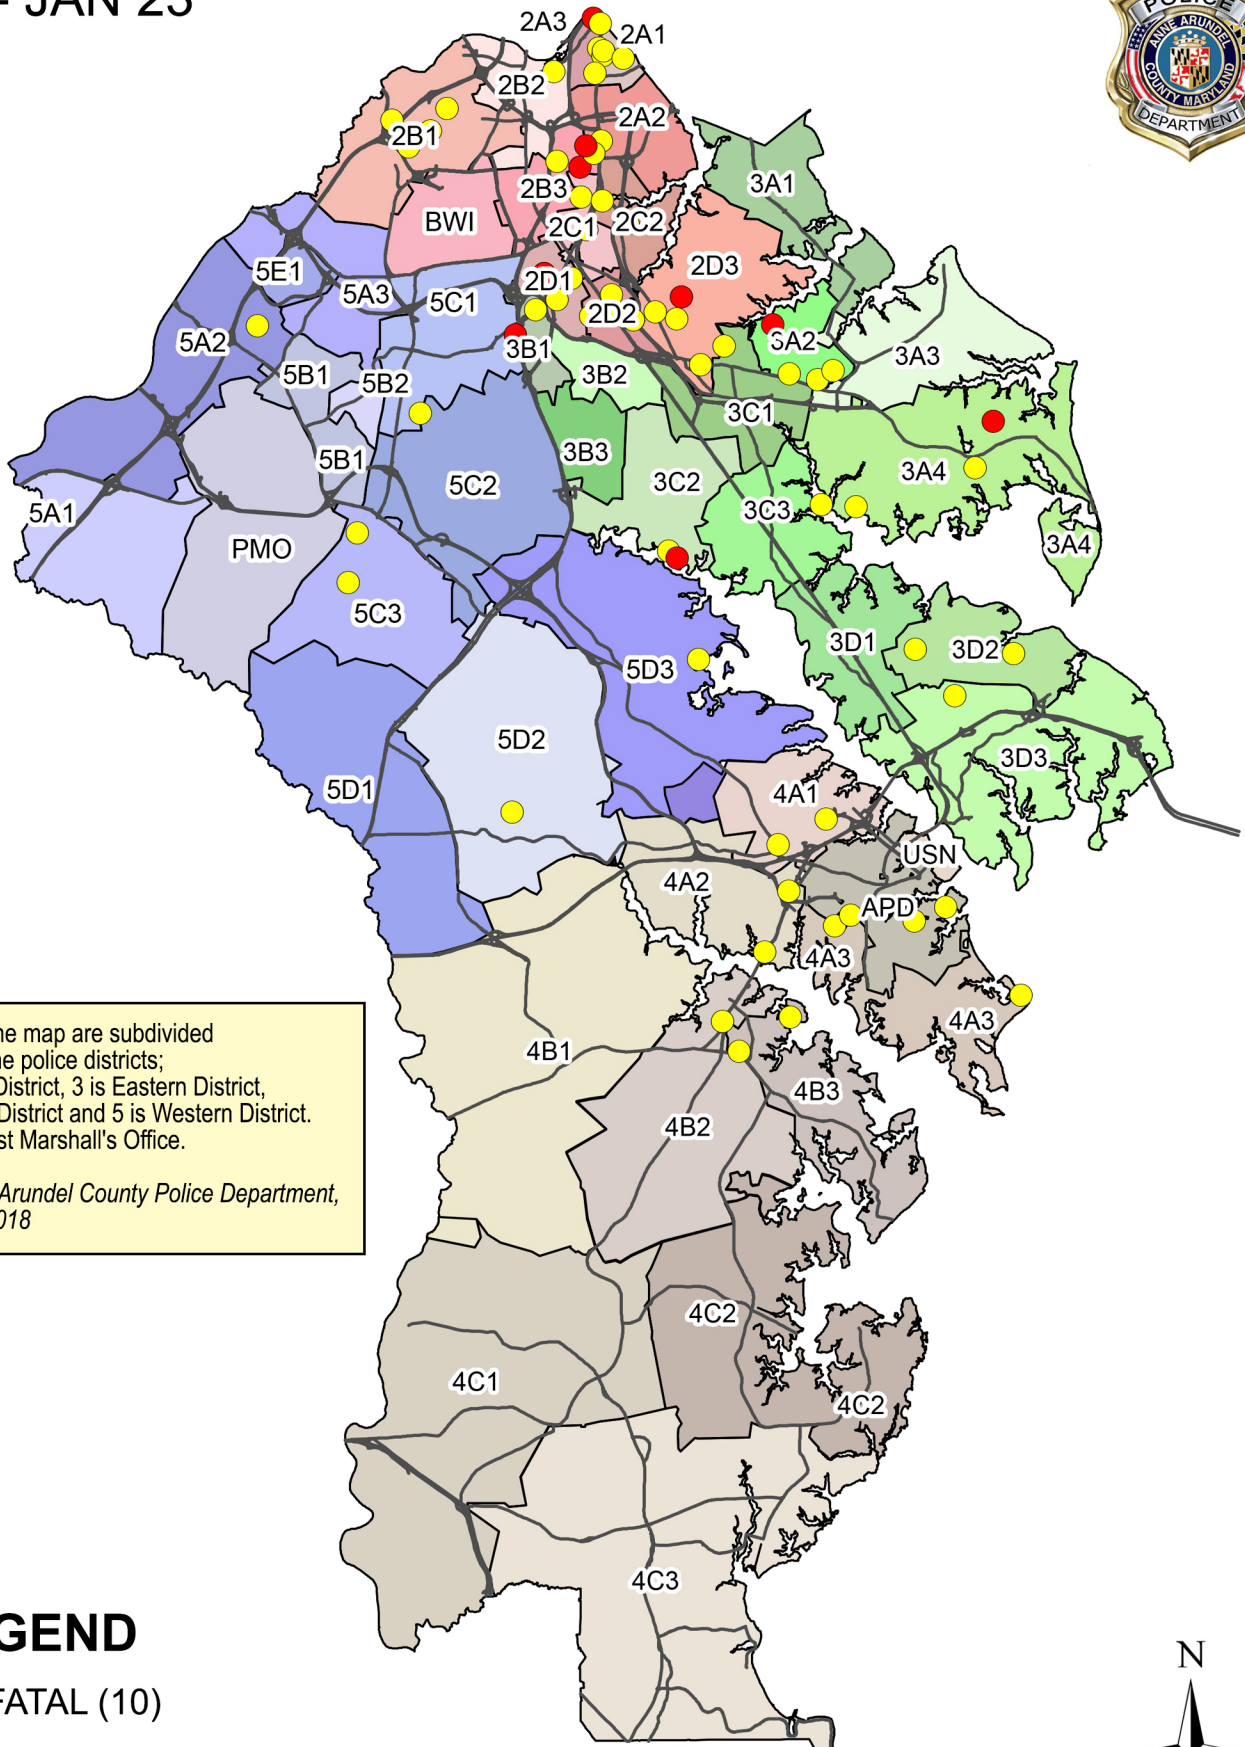 - JAN 23
POLICE
ANNE ARUNDEL
COUNTY MARYLAND
DEPARTMENT
2A3
2A1
2B2
2A2
2B1
3A1
2B3
BWI
2C1
2C2
2D3
5E1
5A3
5C1
2D1
2D2
5A2
3B1
3A2
3A3
5B1
5B2
3B2
3C1
5B1
3B3
3A4
5C2
3C2
5A1
3C3
PMO
3A4
5C3
3D1
3D2
5D3
5D2
3D3
5D1
4A1
USN
4A2
APD
4A3
4A3
4B1
4B3
4B2
4C2
4C1
4C2
4C3
he map are subdivided
he police districts;
District, 3 is Eastern District,
District and 5 is Western District.
st Marshall's Office.
Arundel County Police Department,
018
GEND
FATAL (10)
N